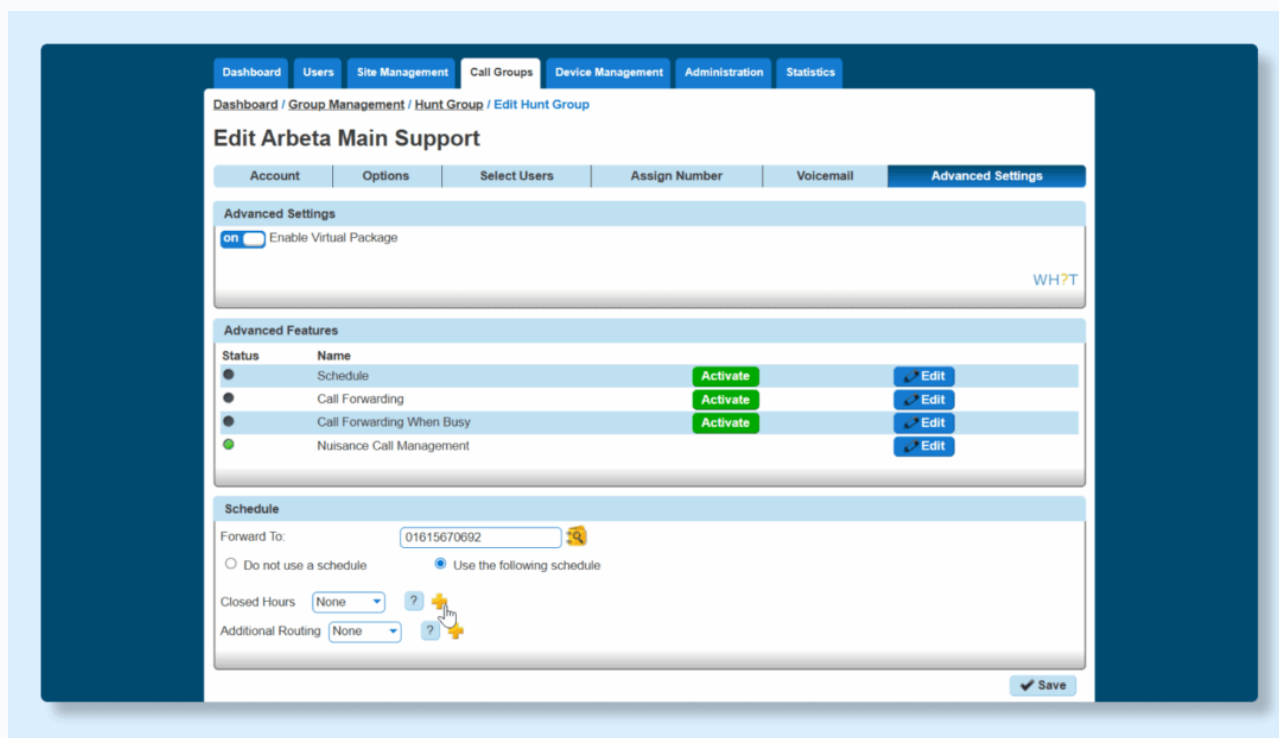 Dashboard Users Site Management Call Groups Device Management Administration Statistics
Dashboard / Group Management / Hunt Group / Edit Hunt Group
Edit Arbeta Main Support
Account Options Select Users Assign Number Voicemail Advanced Settings
Advanced Settings
on Enable Virtual Package
WH?T
Advanced Features
Status Name
Schedule Activate Edit
Call Forwarding Activate Edit
Call Forwarding When Busy Activate Edit
Nuisance Call Management Edit
Schedule
Forward To: 01615670692
Do not use a schedule Use the following schedule
Closed Hours None ?
Additional Routing None ?
Save